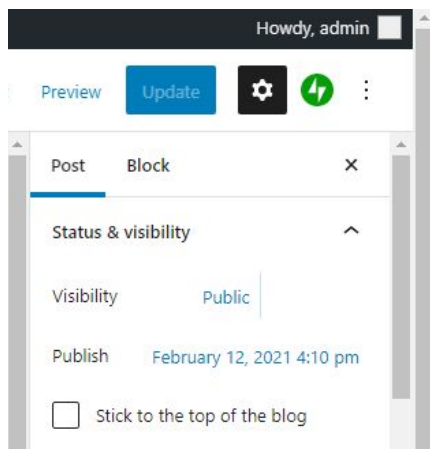 Howdy, admin
Preview Update
Post Block
Status & visibility
Visibility Public
Publish February 12, 2021 4:10 pm
Stick to the top of the blog